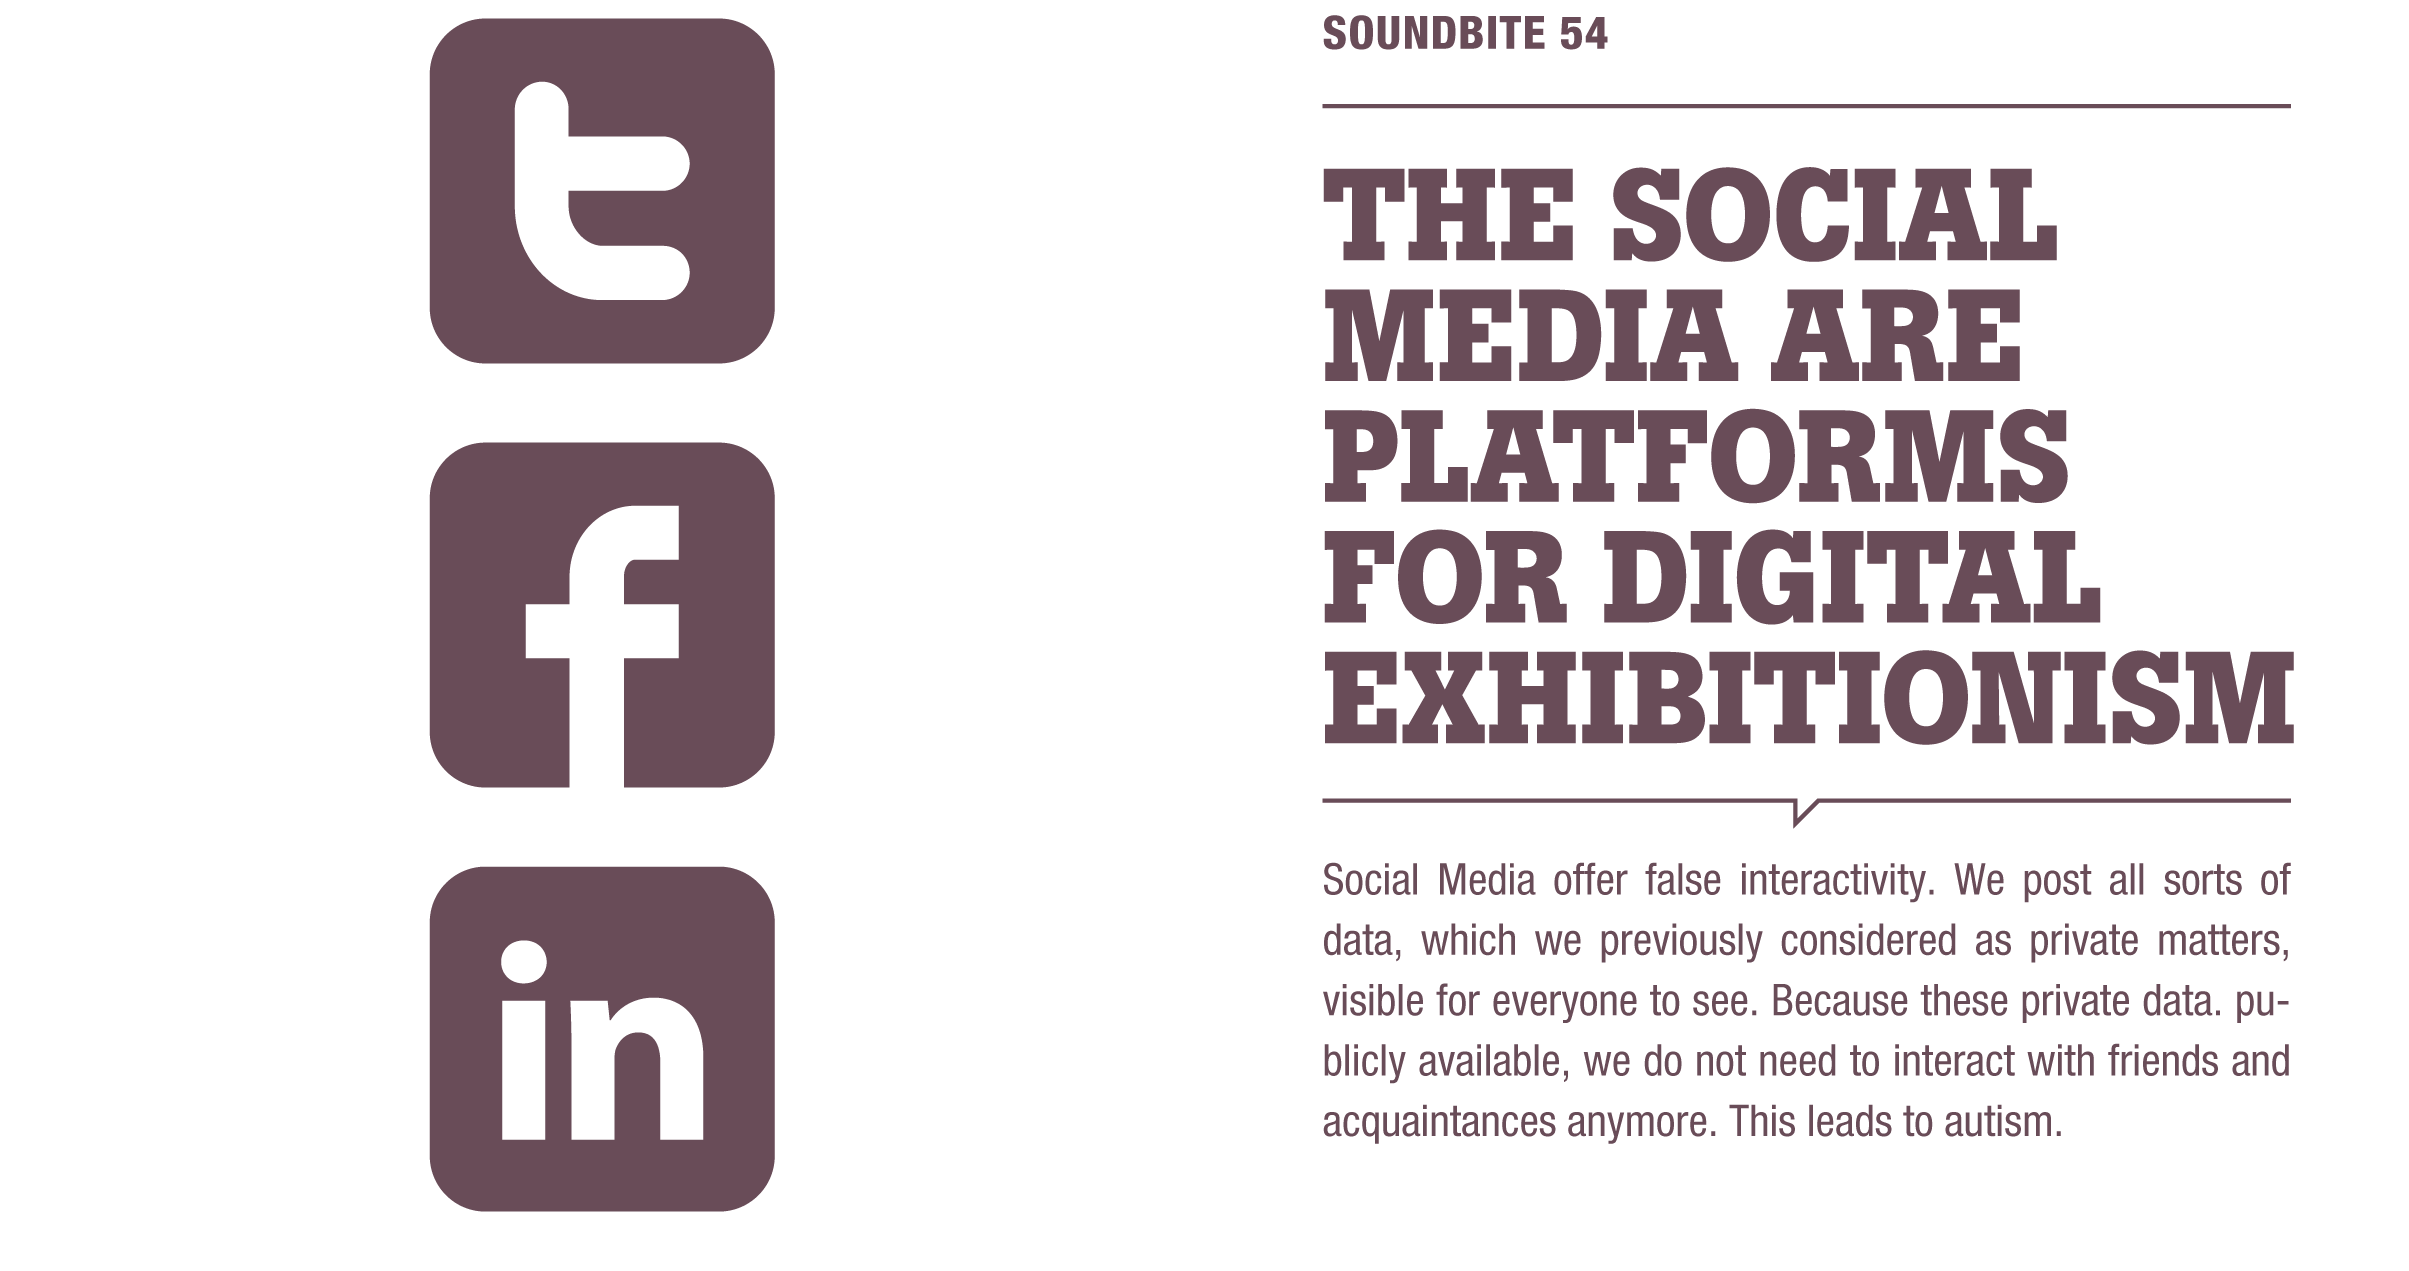 t
f
in
SOUNDBITE 54
THE SOCIAL
MEDIA ARE
PLATFORMS
FOR DIGITAL
EXHIBITIONISM
Social Media offer false interactivity. We post all sorts of
data, which we previously considered as private matters,
visible for everyone to see. Because these private data. pu-
blicly available, we do not need to interact with friends and
acquaintances anymore. This leads to autism.